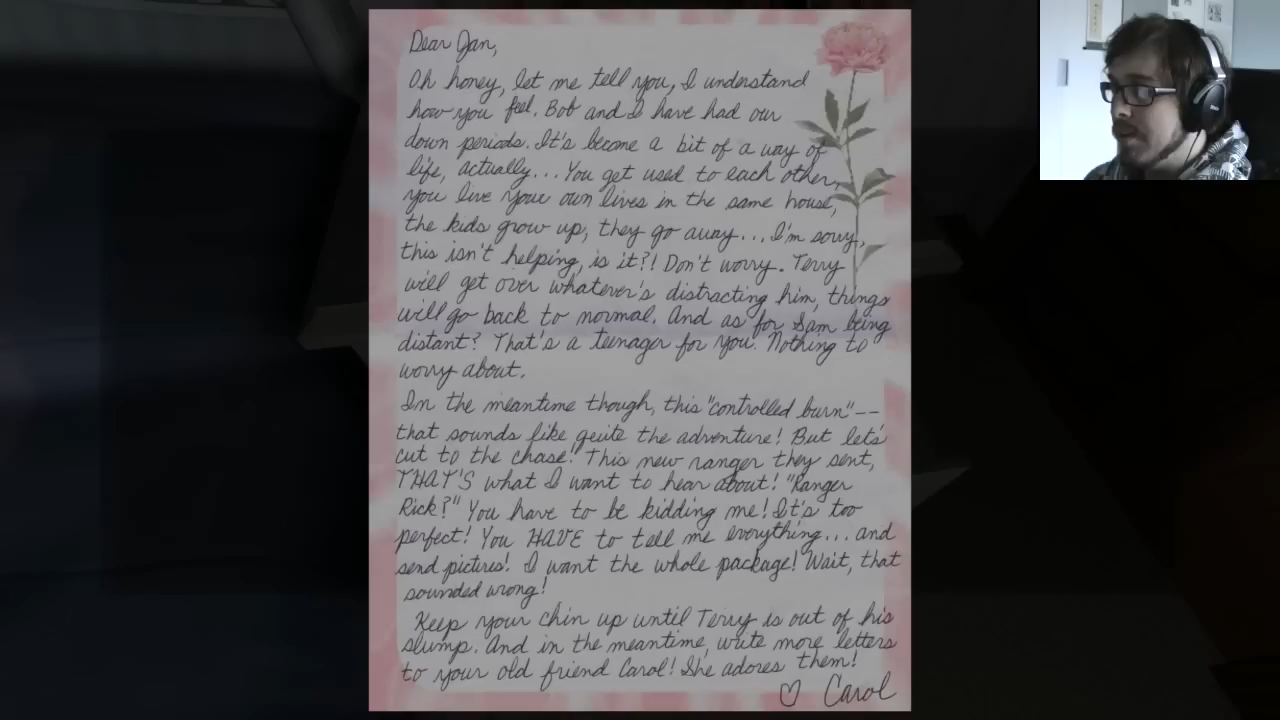 Dear Jan,
Oh honey, let me tell you, I understand
how you feel. Bob and I have had our
down periods. It's become a bit of a way of
life, actually... You get used to each other,
you live your own lives in the same house,
the kids grow up, they go away... I'm sorry,
this isn't helping, is it?! Don't worry. Terry
will get over whatever's distracting him, things
will go back to normal. And as for Sam being
distant? That's a teenager for you. Nothing to
worry about.
In the meantime though, this "controlled burn"--
that sounds like quite the adventure! But let's
cut to the chase! This new ranger they sent,
THAT'S what I want to hear about! "Ranger
Rick?" You have to be kidding me! It's too
perfect! You HAVE to tell me everything... and
send pictures! I want the whole package! Wait, that
sounded wrong!
Keep your chin up until Terry is out of his
slump. And in the meantime, write more letters
to your old friend Carol! She adores them!
♡ Carol